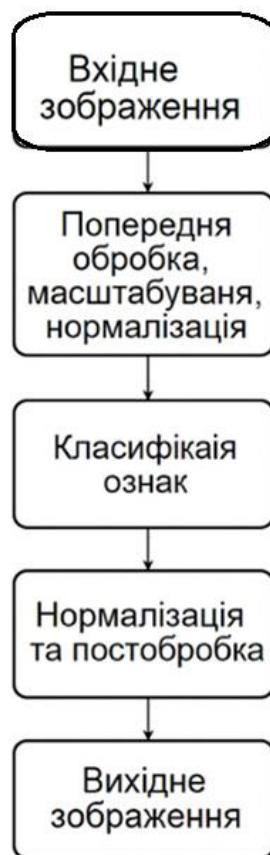 Вхідне
зображення
Попередня
обробка,
масштабуваня,
нормалізація
Класифікаія
ознак
Нормалізація
та постобробка
Вихідне
зображення